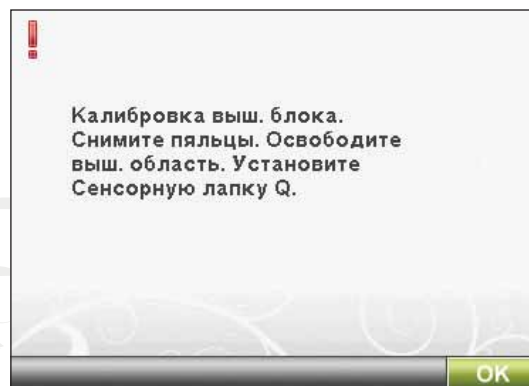 Калибровка выш. блока.
Снимите пяльцы. Освободите
выш. область. Установите
Сенсорную лапку Q.
OK